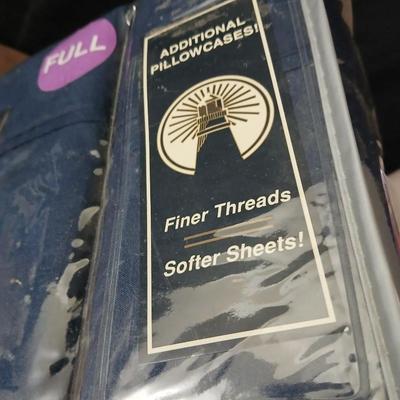 FULL
ADDITIONAL
PILLOWCASES!
Finer Threads
Softer Sheets!